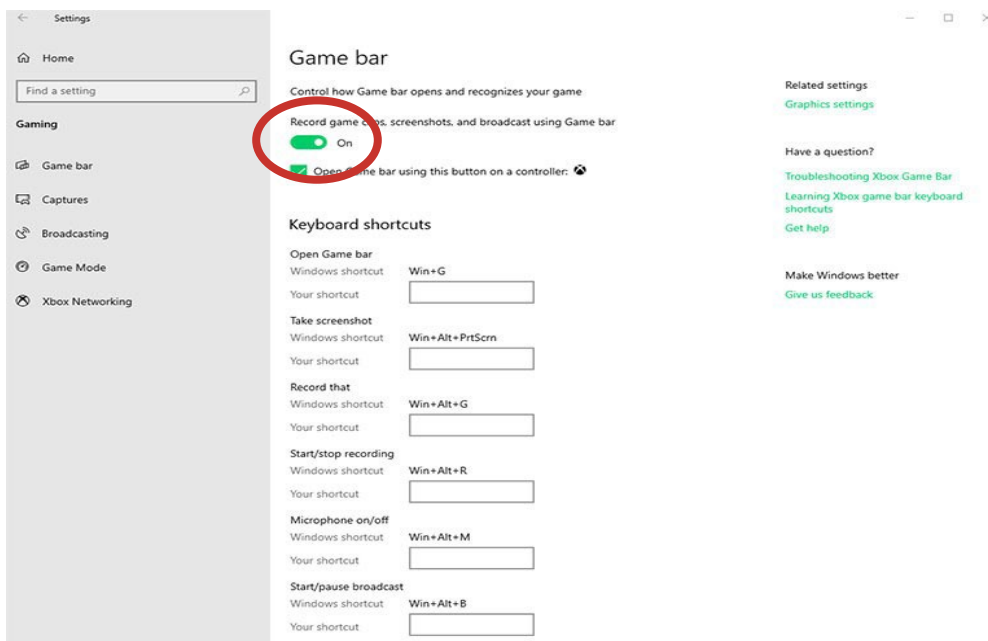 Settings
Home
Find a setting
Gaming
Game bar
Captures
Broadcasting
Game Mode
Xbox Networking
Game bar
Control how Game bar opens and recognizes your game
Record game clips, screenshots, and broadcast using Game bar
On
Open Game bar using this button on a controller:
Keyboard shortcuts
Open Game bar
Windows shortcut Win+G
Your shortcut
Take screenshot
Windows shortcut Win+Alt+PrtScrn
Your shortcut
Record that
Windows shortcut Win+Alt+G
Your shortcut
Start/stop recording
Windows shortcut Win+Alt+R
Your shortcut
Microphone on/off
Windows shortcut Win+Alt+M
Your shortcut
Start/pause broadcast
Windows shortcut Win+Alt+B
Your shortcut
Related settings
Graphics settings
Have a question?
Troubleshooting Xbox Game Bar
Learning Xbox game bar keyboard
shortcuts
Get help
Make Windows better
Give us feedback